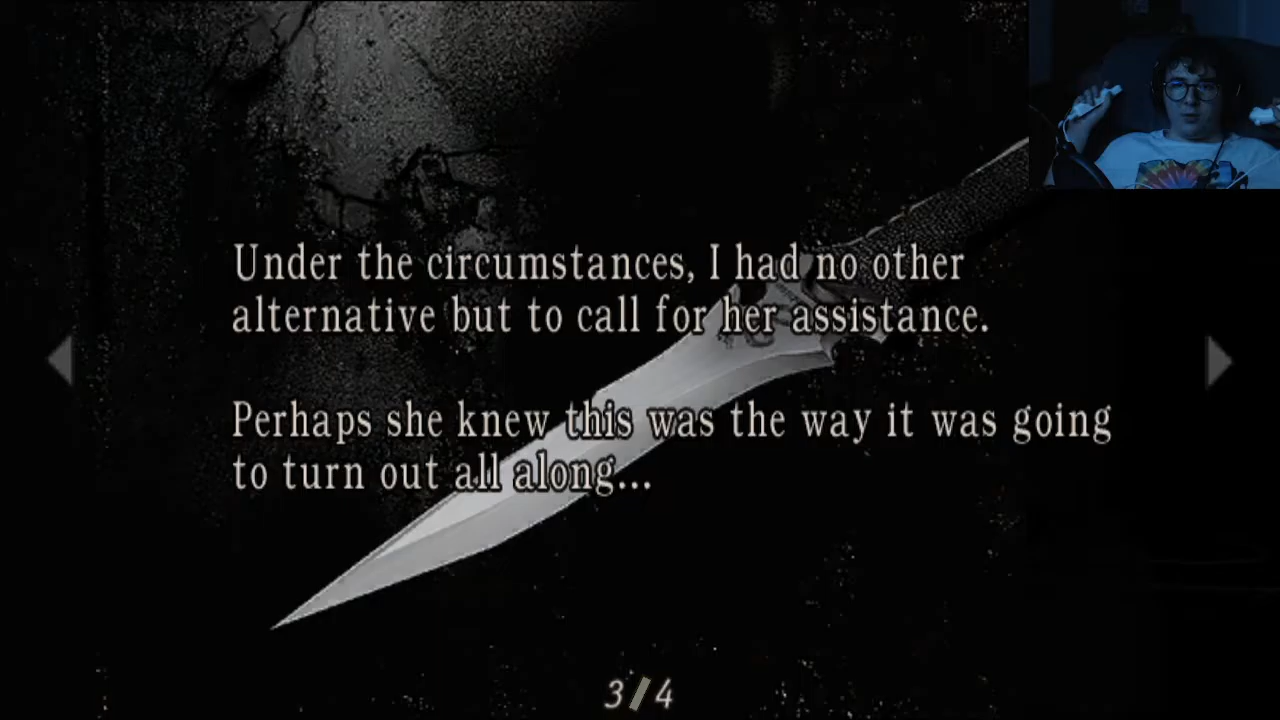 Under the circumstances, I had no other
alternative but to call for her assistance.
Perhaps she knew this was the way it was going
to turn out all along...
3/4